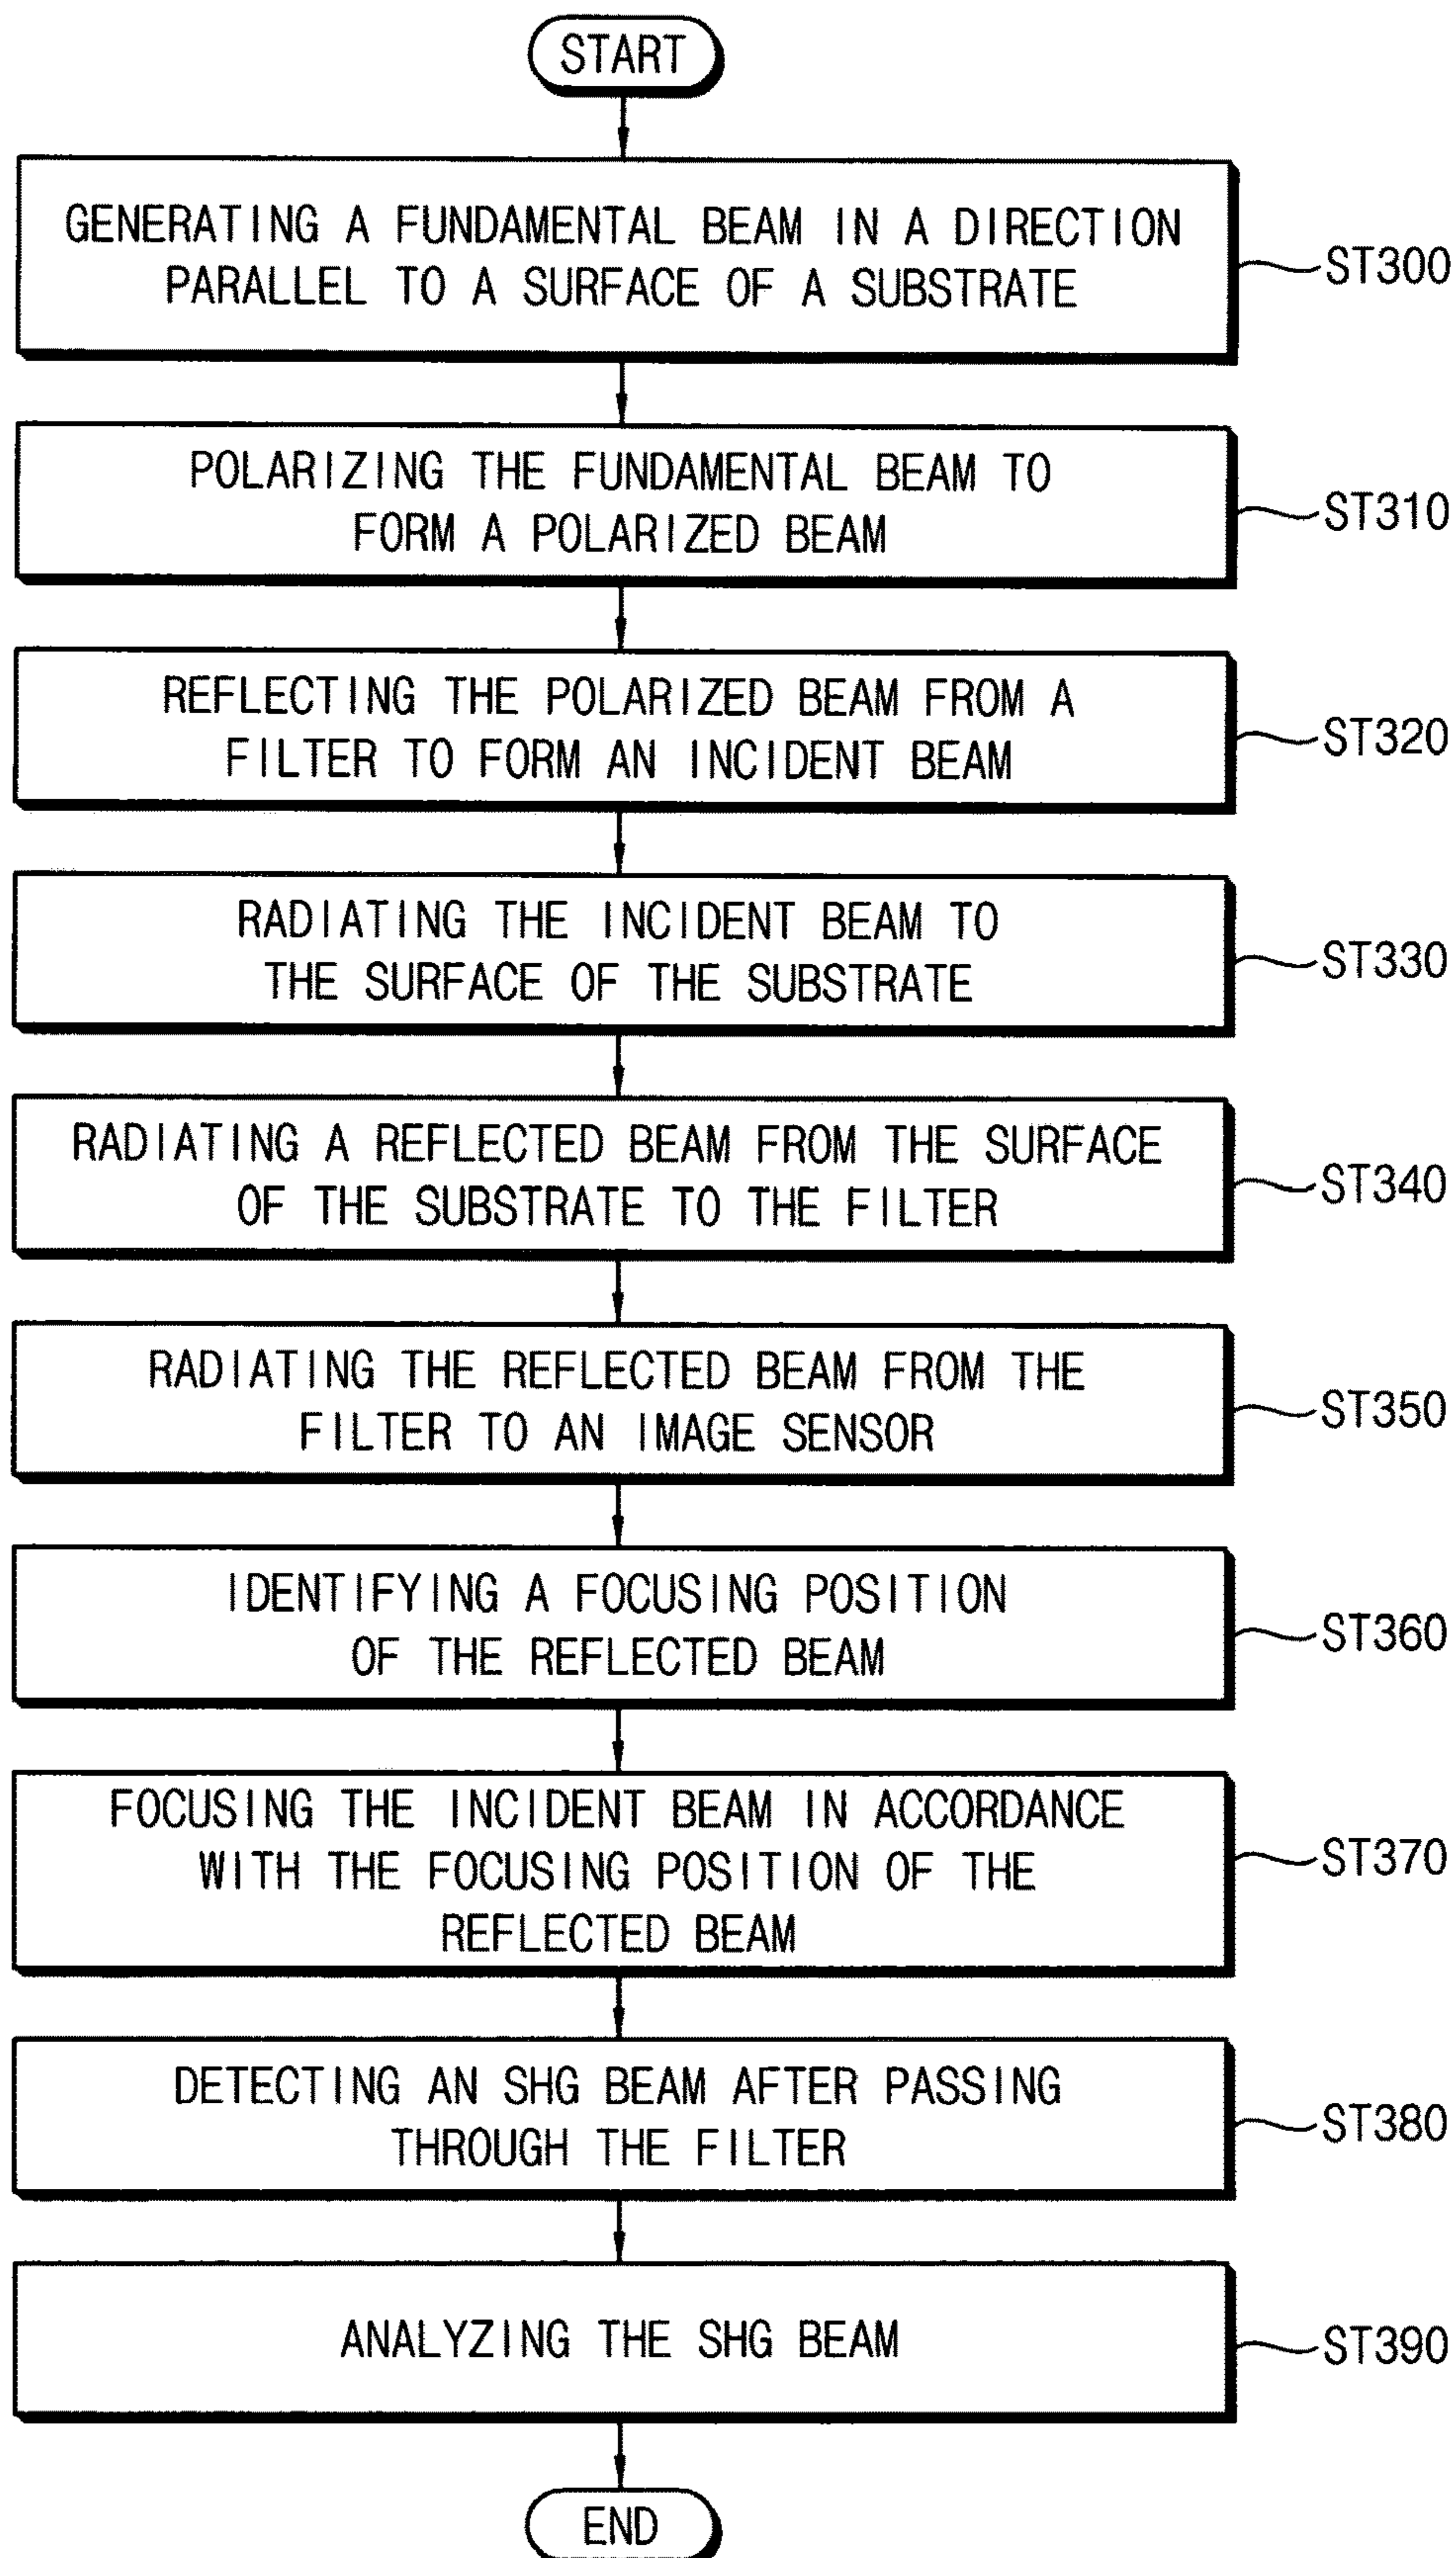 START
GENERATING A FUNDAMENTAL BEAM IN A DIRECTION
PARALLEL TO A SURFACE OF A SUBSTRATE
ST300
POLARIZING THE FUNDAMENTAL BEAM TO
FORM A POLARIZED BEAM
ST310
REFLECTING THE POLARIZED BEAM FROM A
FILTER TO FORM AN INCIDENT BEAM
ST320
RADIATING THE INCIDENT BEAM TO
THE SURFACE OF THE SUBSTRATE
ST330
RADIATING A REFLECTED BEAM FROM THE SURFACE
OF THE SUBSTRATE TO THE FILTER
ST340
RADIATING THE REFLECTED BEAM FROM THE
FILTER TO AN IMAGE SENSOR
ST350
IDENTIFYING A FOCUSING POSITION
OF THE REFLECTED BEAM
ST360
FOCUSING THE INCIDENT BEAM IN ACCORDANCE
WITH THE FOCUSING POSITION OF THE
REFLECTED BEAM
ST370
DETECTING AN SHG BEAM AFTER PASSING
THROUGH THE FILTER
ST380
ANALYZING THE SHG BEAM
ST390
END